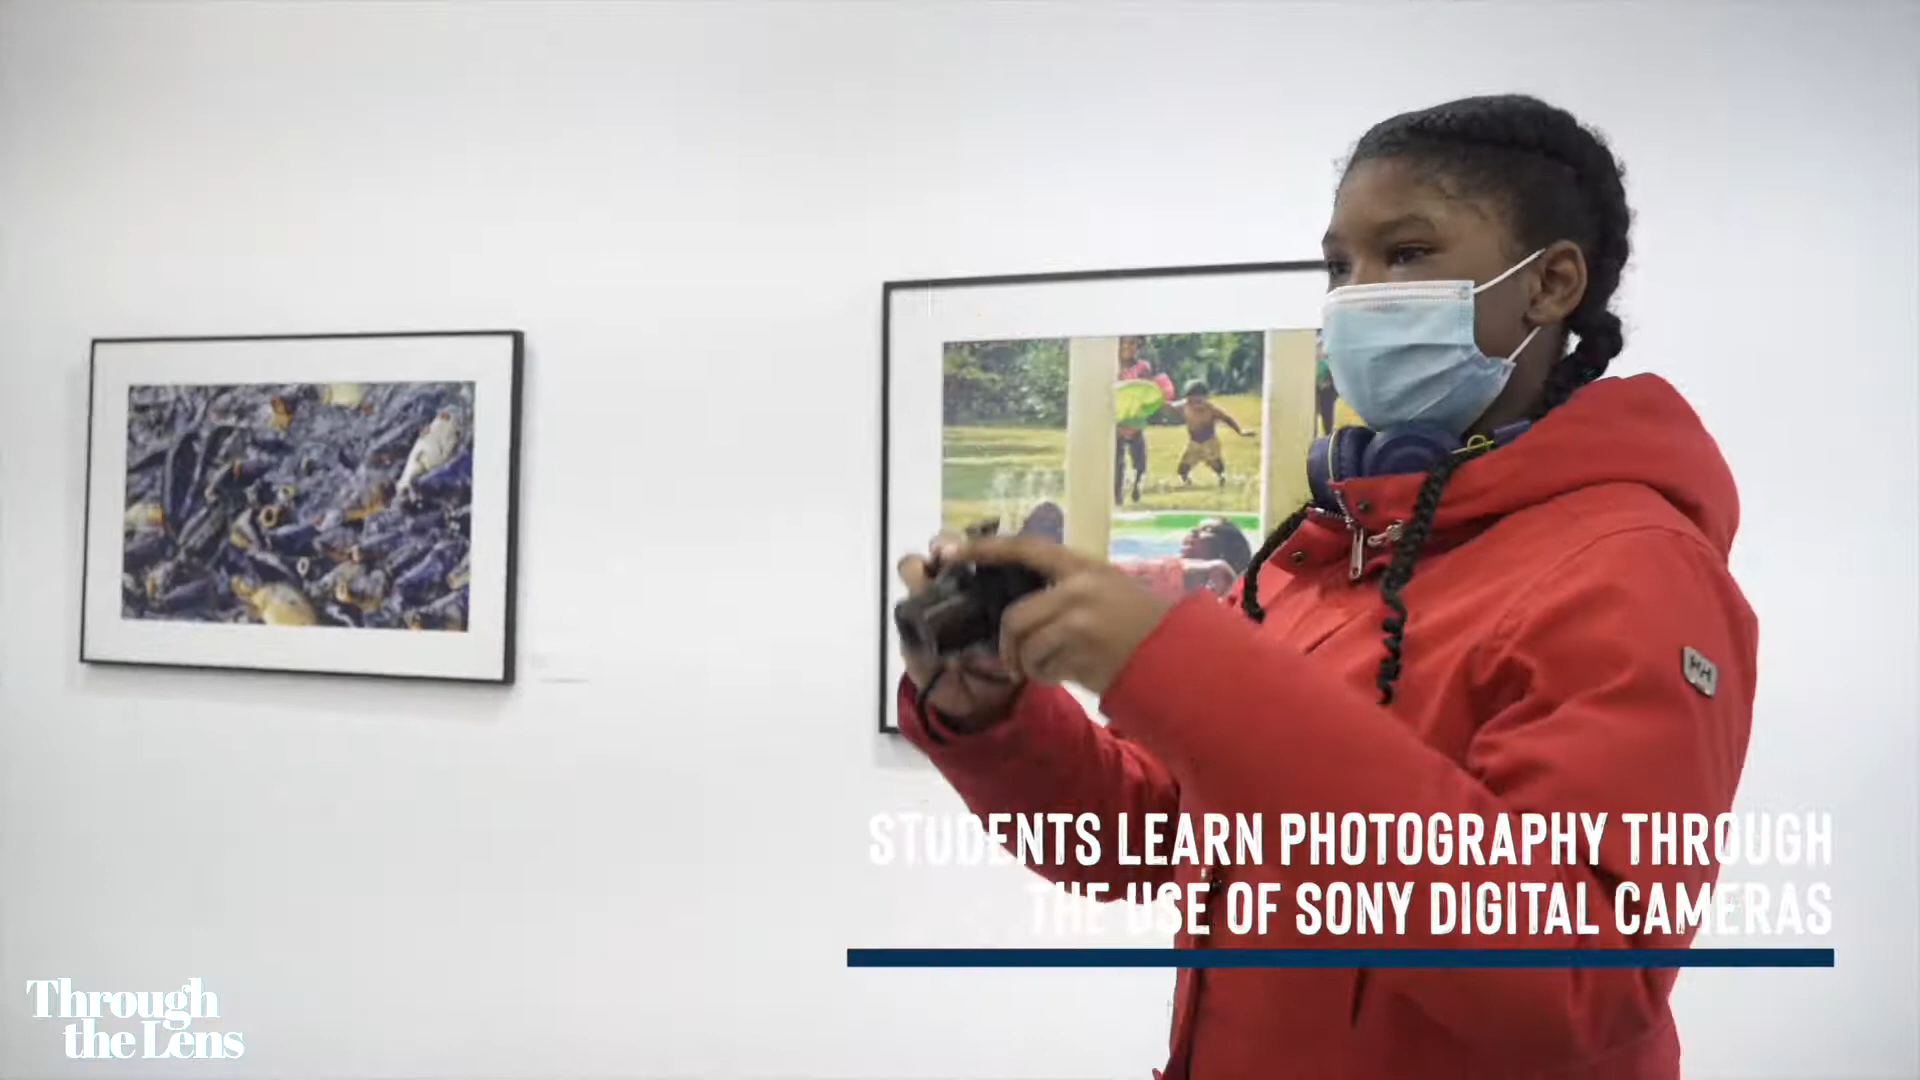 HH
STUDENTS LEARN PHOTOGRAPHY THROUGH
THE USE OF SONY DIGITAL CAMERAS
Through
the Lens